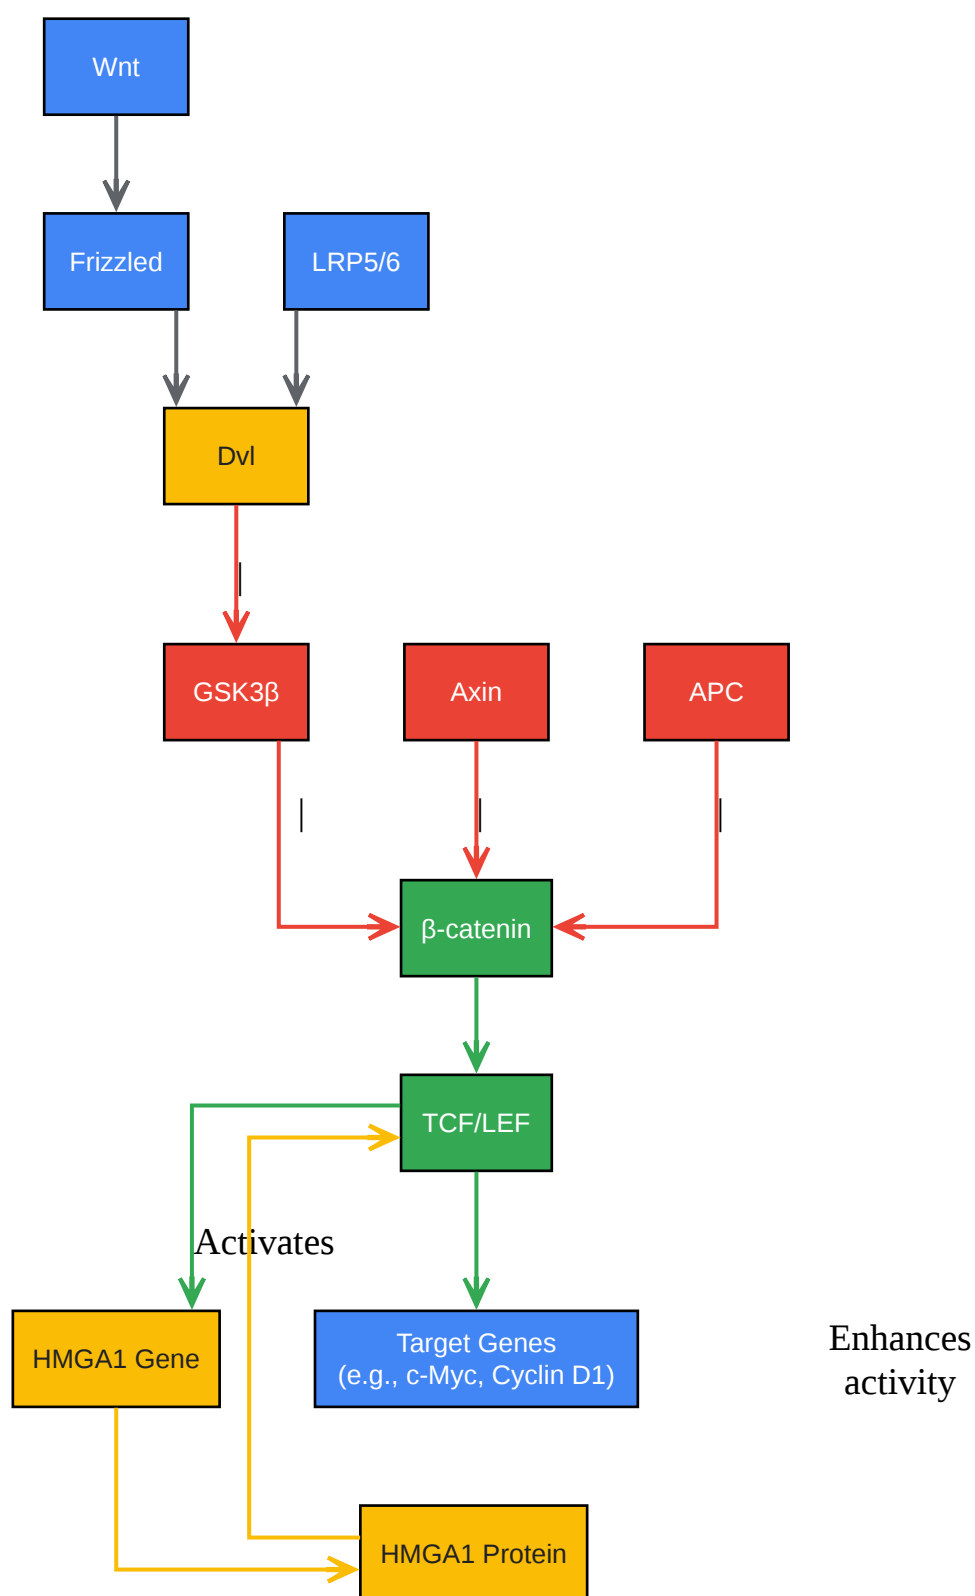 Wnt
Frizzled
LRP5/6
Dvl
|
GSK3β
Axin
APC
|
|
|
β-catenin
TCF/LEF
Activates
HMGA1 Gene
Target Genes
(e.g., c-Myc, Cyclin D1)
Enhances
activity
HMGA1 Protein